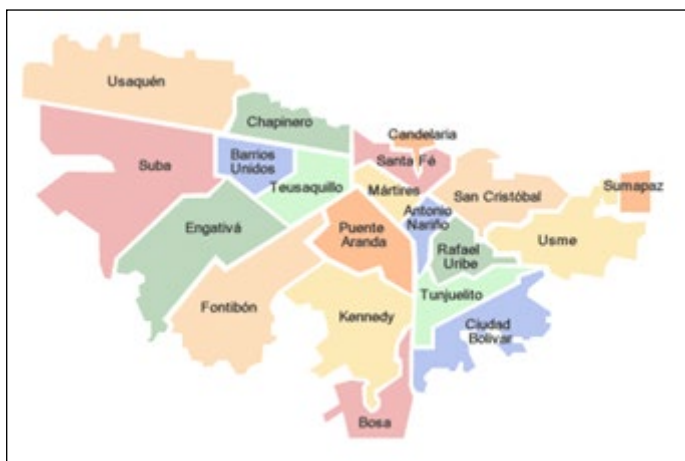 Usaquén
Chapinero
Candelaria
Santa Fé
Suba
Barrios
Unidos
Teusaquillo
Mártires
San Cristóbal
Sumapaz
Antonio
Nariño
Engativá
Puente
Aranda
Rafael
Uribe
Usme
Fontibón
Kennedy
Tunjuelito
Ciudad
Bolivar
Bosa